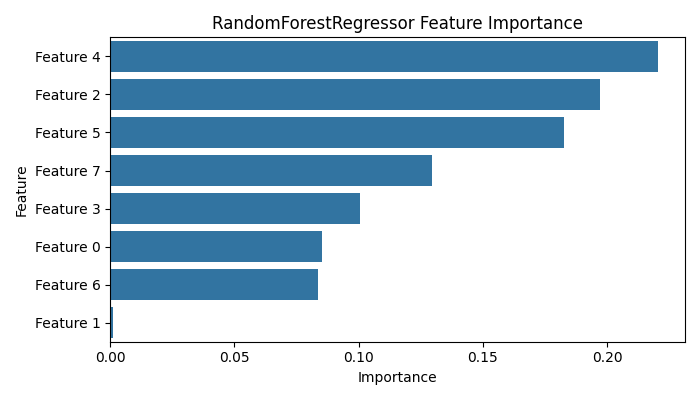 RandomForestRegressor Feature Importance
Feature 4
Feature 2
Feature 5
Feature 7
Feature 3
Feature 0
Feature 6
Feature 1
Feature
0.00 0.05 0.10 0.15 0.20
Importance